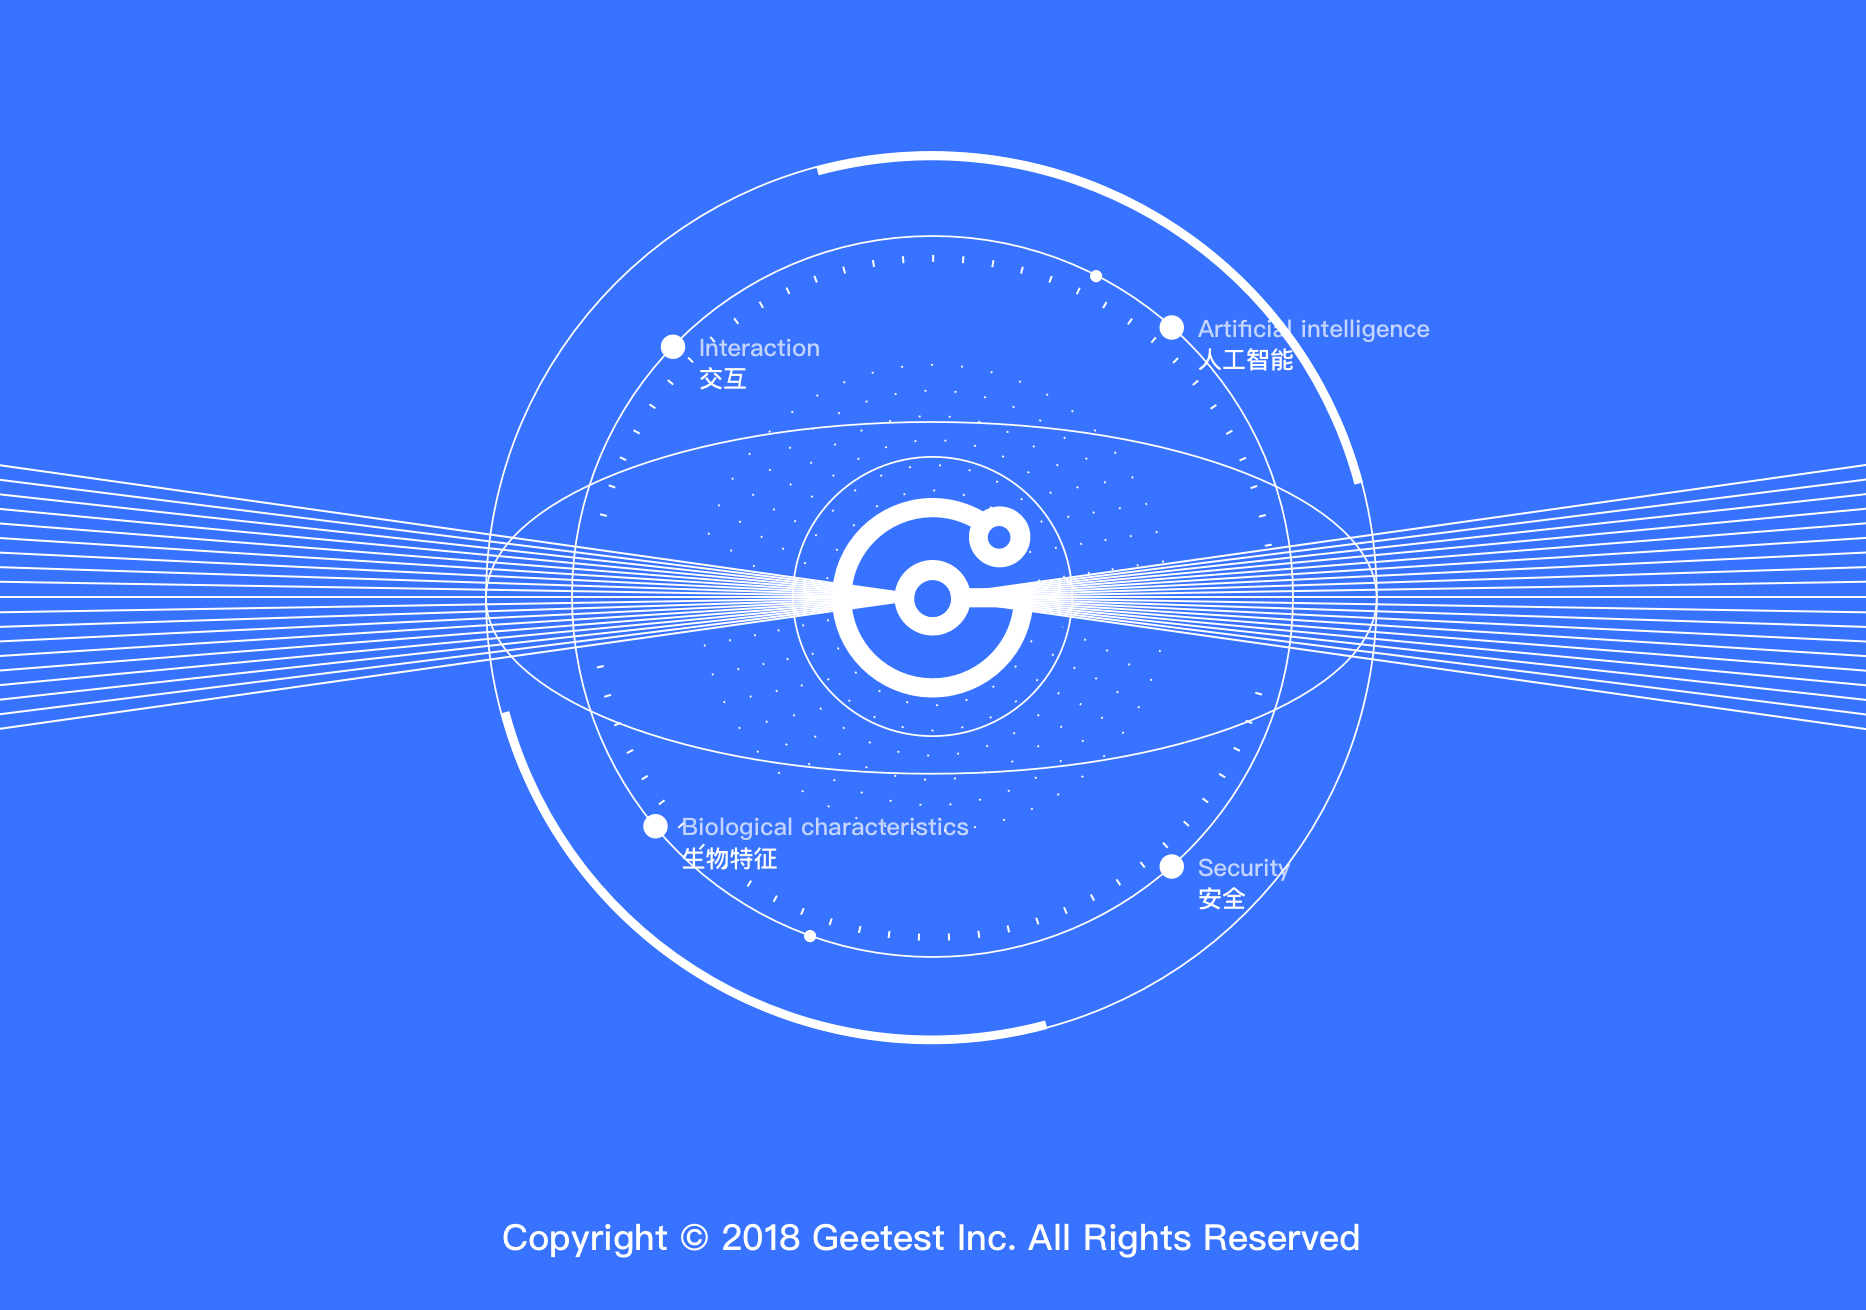 Interaction
交互
Artificial intelligence
人工智能
Biological characteristics
生物特征
Security
安全
Copyright © 2018 Geetest Inc. All Rights Reserved